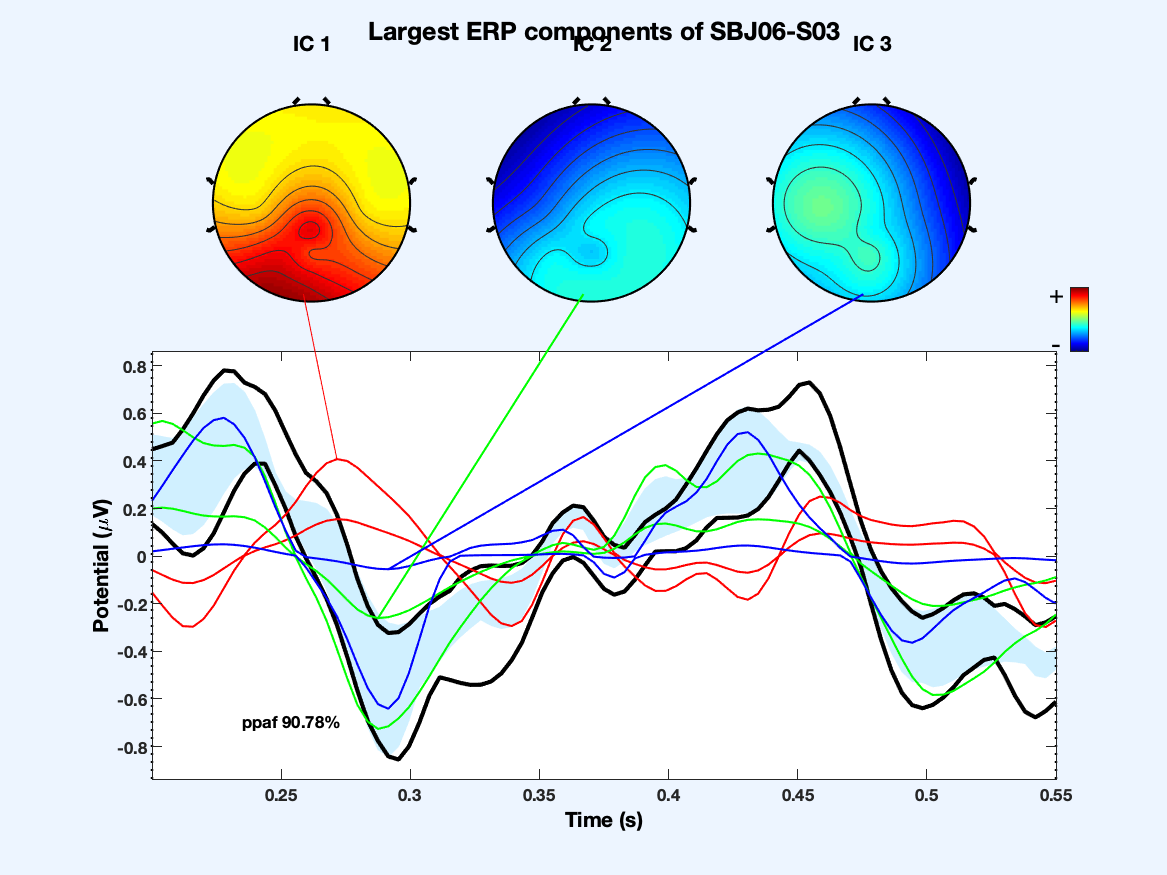 Largest ERP components of SBJ06-S03
IC 1
IC 2
IC 3
+
-
0.8
0.6
0.4
0.2
0
-0.2
-0.4
-0.6
-0.8
Potential (μV)
ppaf 90.78%
0.25
0.3
0.35
0.4
0.45
0.5
0.55
Time (s)